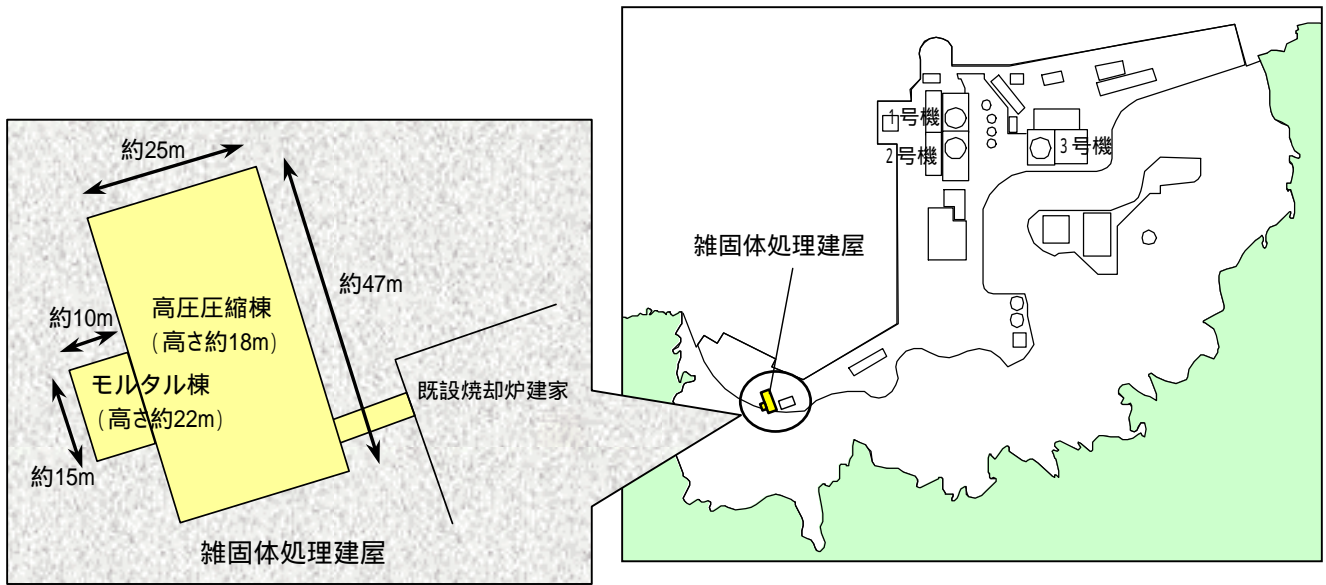 約25m
約47m
高圧圧縮棟
(高さ約18m)
約10m
モルタル棟
(高さ約22m)
既設焼却炉建家
約15m
雑固体処理建屋
1号機
2号機
3号機
雑固体処理建屋